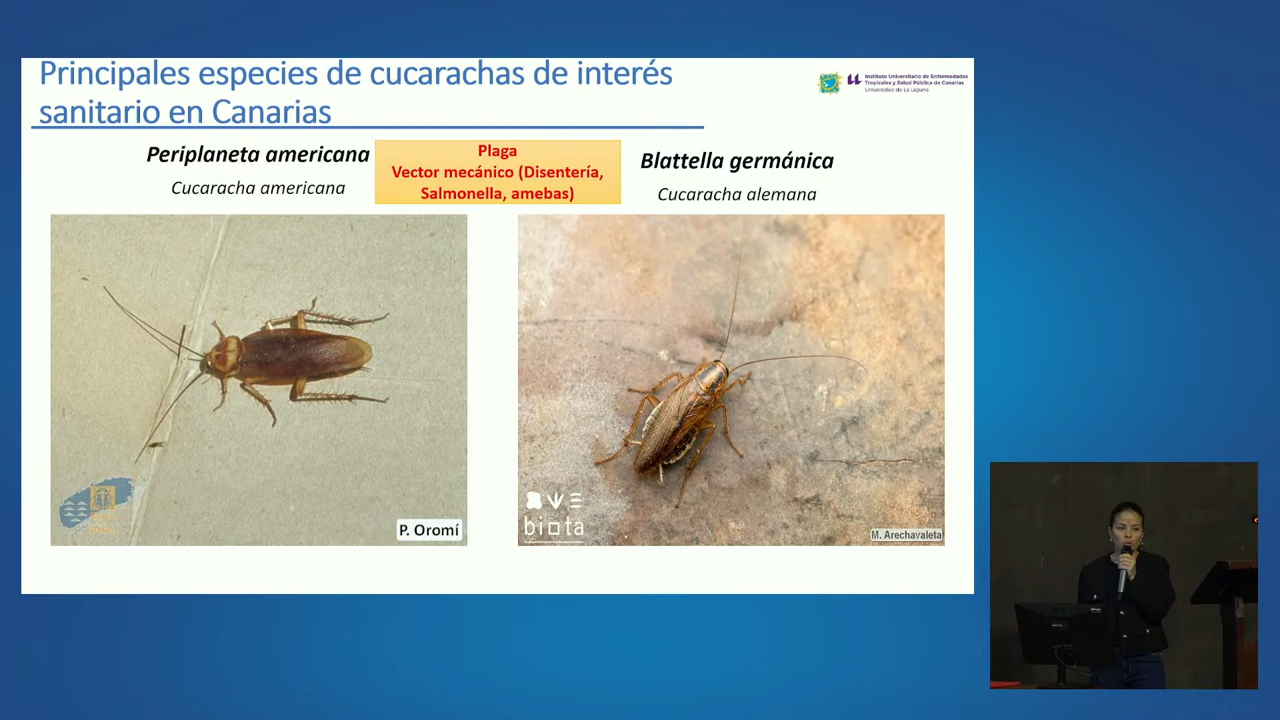 Principales especies de cucarachas de interés
sanitario en Canarias
Instituto Universitario de Enfermedades
Tropicales y Salud Pública de Canarias
Universidad de La Laguna
Periplaneta americana
Cucaracha americana
Plaga
Vector mecánico (Disentería,
Salmonella, amebas)
Blattella germánica
Cucaracha alemana
P. Oromí
biota
M. Arechavaleta